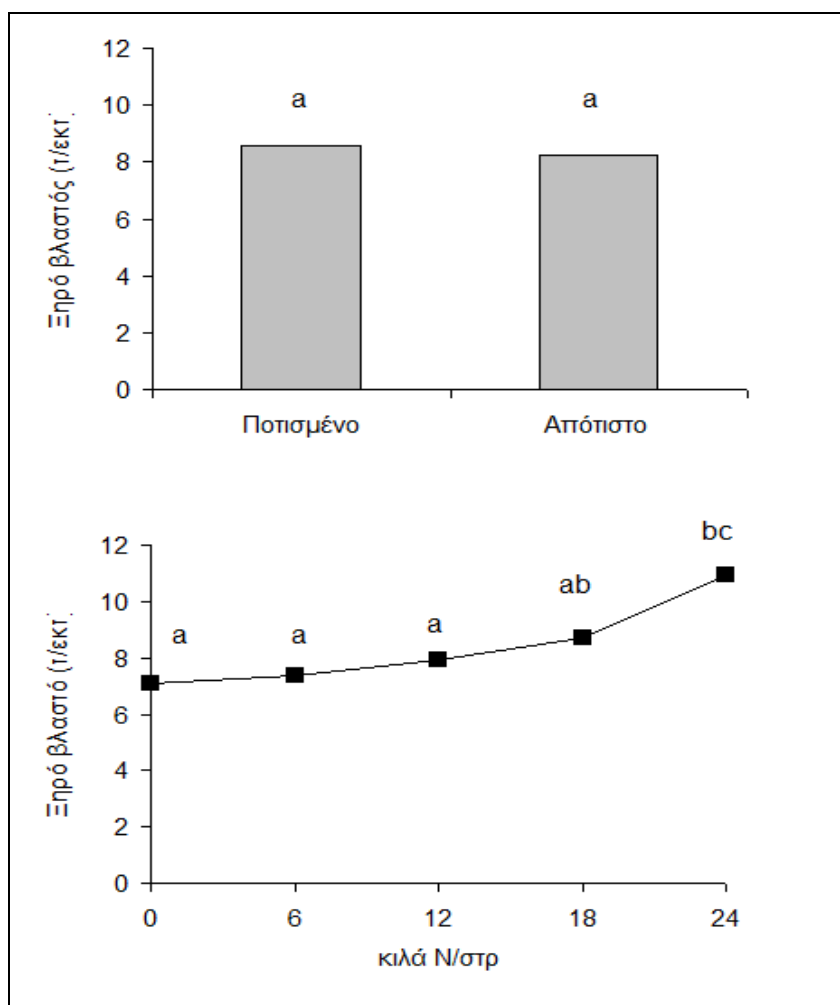 Ξηρό βλαστός (τ/εκτ.
12
10
8
6
4
2
0
a
a
Ποτισμένο
Απότιστο
Ξηρό βλαστό (τ/εκτ.
12
10
8
6
4
2
0
a
a
a
ab
bc
0 6 12 18 24
κιλά Ν/στρ